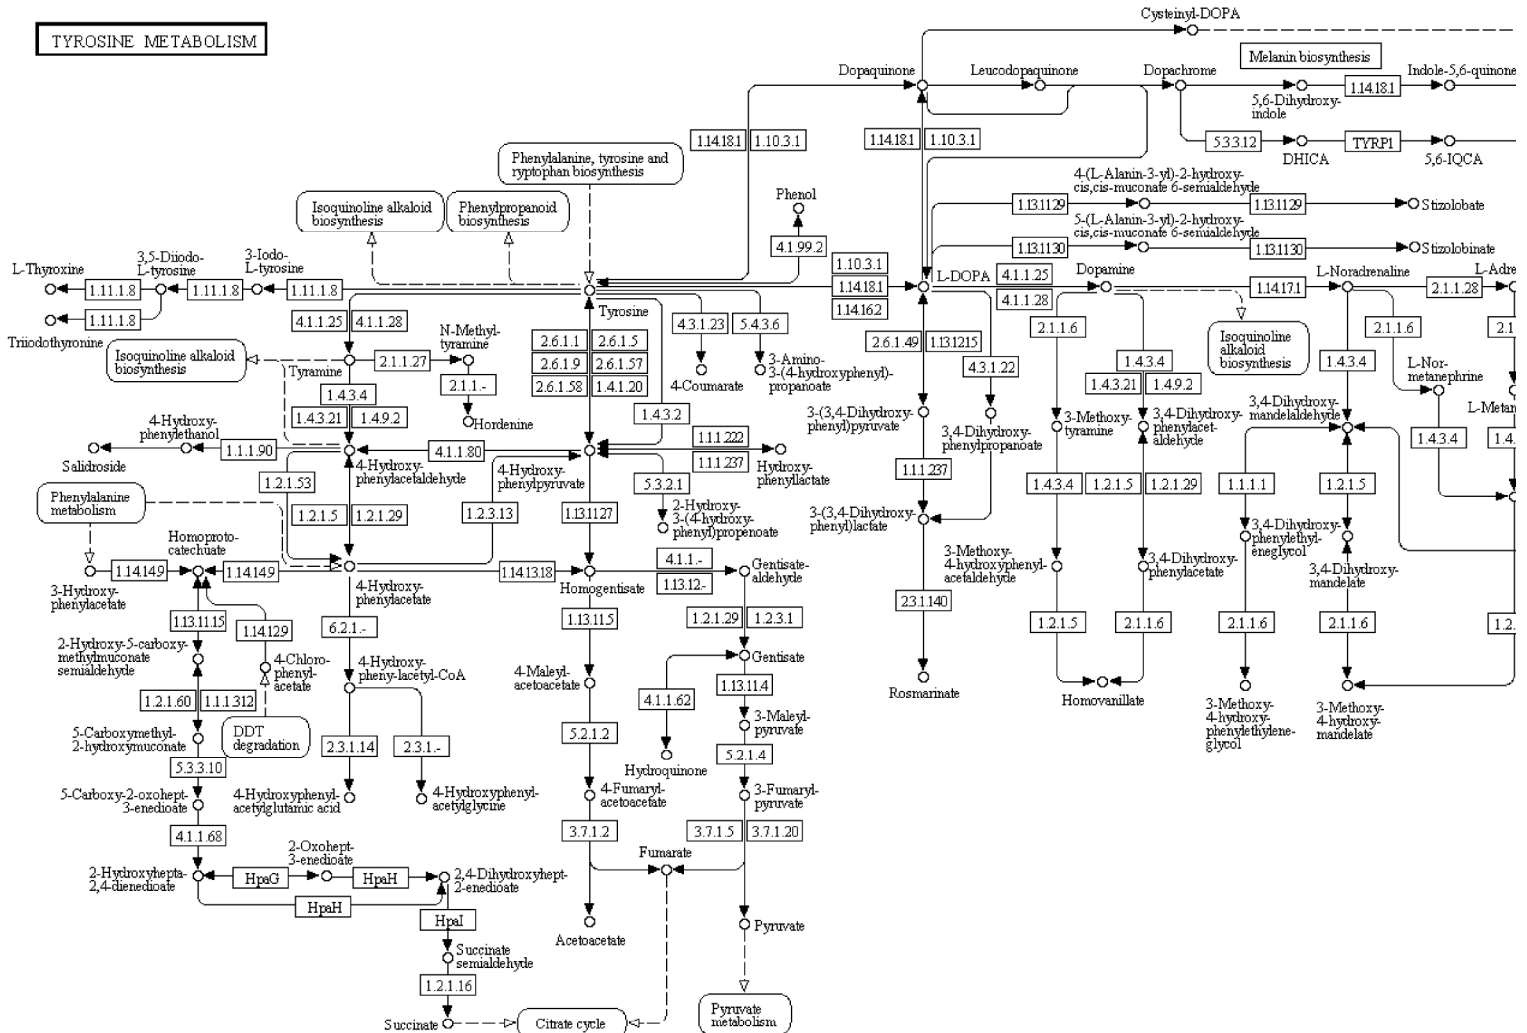 TYROSINE METABOLISM
Cysteinyl-DOPA
Melanin biosynthesis
Dopaquinone
Leucodopaquinone
Dopachrome
1.14.18.1
Indole-5,6-quinone
5,6-Dihydroxy-
indole
1.14.18.1
1.10.3.1
1.14.18.1
1.10.3.1
5.3.3.12
DHICA
TYRP1
5,6-IQCA
Phenylalanine, tyrosine and
ryptophan biosynthesis
Isoquinoline alkaloid
biosynthesis
Phenylpropanoid
biosynthesis
Phenol
4.1.99.2
4-(L-Alanin-3-yl)-2-hydroxy-
cis,cis-muconate 6-semialdehyde
1.13.1129
1.13.1129
Stizolobate
5-(L-Alanin-3-yl)-2-hydroxy-
cis,cis-muconate 6-semialdehyde
1.13.1130
1.13.1130
Stizolobinate
L-Thyroxine
3,5-Diiodo-
L-tyrosine
3-Iodo-
L-tyrosine
1.11.1.8
1.11.1.8
1.11.1.8
1.11.1.8
Triiodothyronine
Tyrosine
1.10.3.1
1.14.18.1
1.14.16.2
L-DOPA
4.1.1.25
4.1.1.28
Dopamine
1.14.17.1
L-Noradrenaline
2.1.1.28
L-Adre
4.1.1.25
4.1.1.28
Isoquinoline alkaloid
biosynthesis
Tyramine
2.1.1.27
N-Methyl-
tyramine
2.1.1.-
Hordenine
2.6.1.1
2.6.1.5
2.6.1.9
2.6.1.57
2.6.1.58
1.4.1.20
4.3.1.23
5.4.3.6
4-Coumarate
3-Amino-
3-(4-hydroxyphenyl)-
propanoate
1.4.3.2
2.6.1.49
1.13.1215
4.3.1.22
2.1.1.6
1.4.3.4
1.4.3.21
1.4.9.2
Isoquinoline
alkaloid
biosynthesis
2.1.1.6
1.4.3.4
L-Nor-
metanephrine
2.1
L-Metan
1.4.3.4
1.4.3.21
1.4.9.2
4-Hydroxy-
phenylethanol
1.1.1.90
Salidroside
4-Hydroxy-
phenylacetaldehyde
4.1.1.80
4-Hydroxy-
phenylpyruvate
1.1.1.222
1.1.1.237
Hydroxy-
phenyllactate
5.3.2.1
2-Hydroxy-
3-(4-hydroxy-
phenyl)propenoate
3-(3,4-Dihydroxy-
phenyl)pyruvate
3,4-Dihydroxy-
phenylpropanoate
3-Methoxy-
tyramine
3,4-Dihydroxy-
phenylacet-
aldehyde
3,4-Dihydroxy-
mandelaldehyde
1.4.3.4
1.4.
1.1.1.237
3-(3,4-Dihydroxy-
phenyl)lactate
1.4.3.4
1.2.1.5
1.2.1.29
1.1.1.1
1.2.1.5
Phenylalanine
metabolism
1.2.1.53
1.2.1.5
1.2.1.29
1.2.3.13
1.13.1127
Homoproto-
catechuate
1.14.14.9
1.14.14.9
3-Hydroxy-
phenylacetate
4-Hydroxy-
phenylacetate
1.14.13.18
Homogentisate
4.1.1.-
1.13.12.-
Gentisate-
aldehyde
3-Methoxy-
4-hydroxyphenyl-
acetaldehyde
3,4-Dihydroxy-
phenylacetate
3,4-Dihydroxy-
phenylethyl-
eneglycol
3,4-Dihydroxy-
mandelate
1.13.11.15
1.14.129
6.2.1.-
1.13.11.5
1.2.1.29
1.2.3.1
2.3.1.140
1.2.1.5
2.1.1.6
2.1.1.6
2.1.1.6
1.2.
2-Hydroxy-5-carboxy-
methylmuconate
semialdehyde
4-Chloro-
phenyl-
acetate
4-Hydroxy-
pheny-lacetyl-CoA
4-Maleyl-
acetoacetate
Gentisate
4.1.1.62
1.13.11.4
Rosmarinate
Homovanillate
3-Methoxy-
4-hydroxy-
phenylethylene-
glycol
3-Methoxy-
4-hydroxy-
mandelate
1.2.1.60
1.1.1.312
DDT
degradation
5-Carboxymethyl-
2-hydroxymuconate
2.3.1.14
2.3.1.-
5.2.1.2
3-Maleyl-
pyruvate
Hydroquinone
5.2.1.4
5.3.3.10
5-Carboxy-2-oxohept-
3-enedioate
4-Hydroxyphenyl-
acetylglutamic acid
4-Hydroxyphenyl-
acetylglycine
4-Fumaryl-
acetoacetate
3-Fumaryl-
pyruvate
4.1.1.68
3.7.1.2
3.7.1.5
3.7.1.20
Fumarate
2-Hydroxyhepta-
2,4-dienedioate
HpaG
2-Oxohept-
3-enedioate
HpaH
2,4-Dihydroxyhept-
2-enedioate
HpaH
HpaI
Acetoacetate
Pyruvate
Succinate
semialdehyde
1.2.1.16
Succinate
Citrate cycle
Pyruvate
metabolism